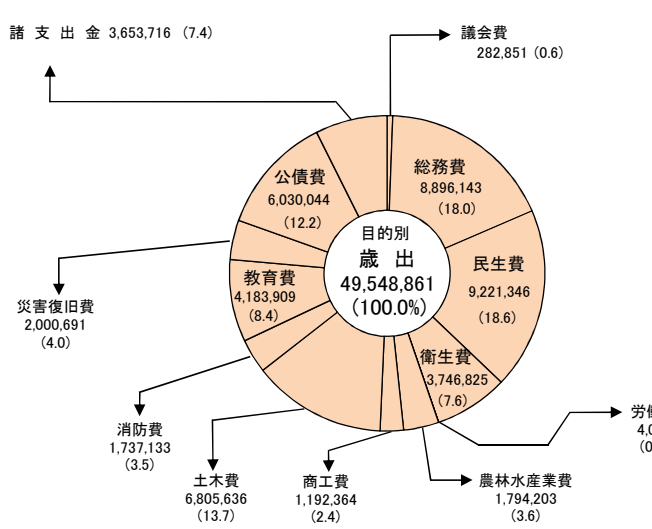 諸 支 出 金 3,653,716 (7.4)
議会費
282,851 (0.6)
総務費
8,896,143
(18.0)
民生費
9,221,346
(18.6)
衛生費
3,746,825
(7.6)
農林水産業費
1,794,203
(3.6)
商工費
1,192,364
(2.4)
土木費
6,805,636
(13.7)
消防費
1,737,133
(3.5)
教育費
4,183,909
(8.4)
災害復旧費
2,000,691
(4.0)
公債費
6,030,044
(12.2)
目的別
歳 出
49,548,861
(100.0%)